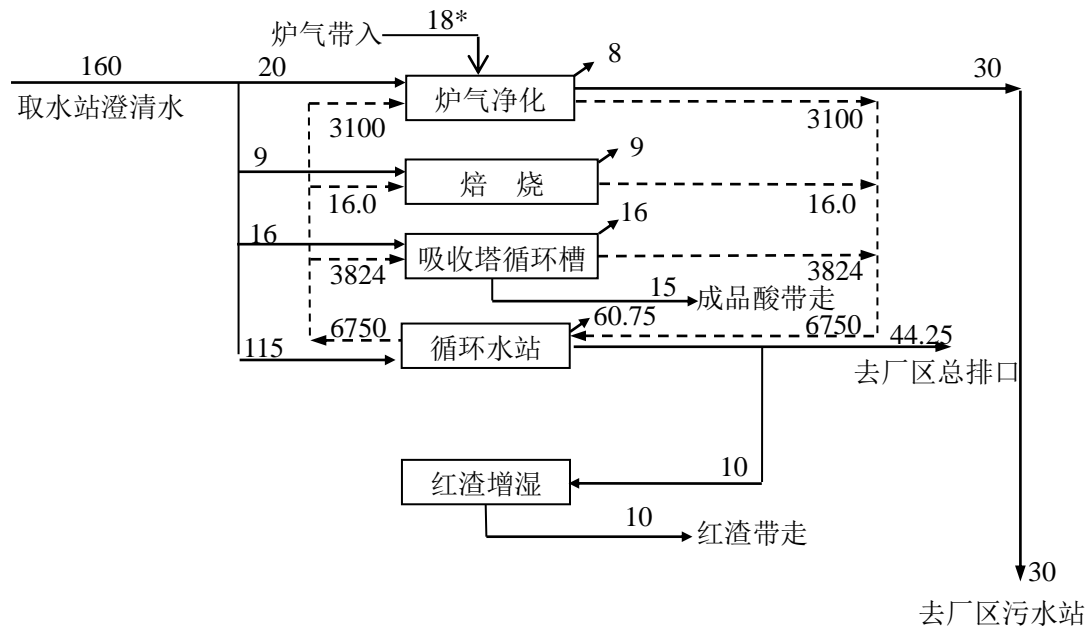 炉气带入
18*
8
160
20
炉气净化
30
取水站澄清水
3100
3100
9
9
焙 烧
16.0
16.0
16
16
吸收塔循环槽
3824
3824
15
成品酸带走
60.75
6750
循环水站
6750
44.25
115
去厂区总排口
红渣增湿
10
10
红渣带走
30
去厂区污水站